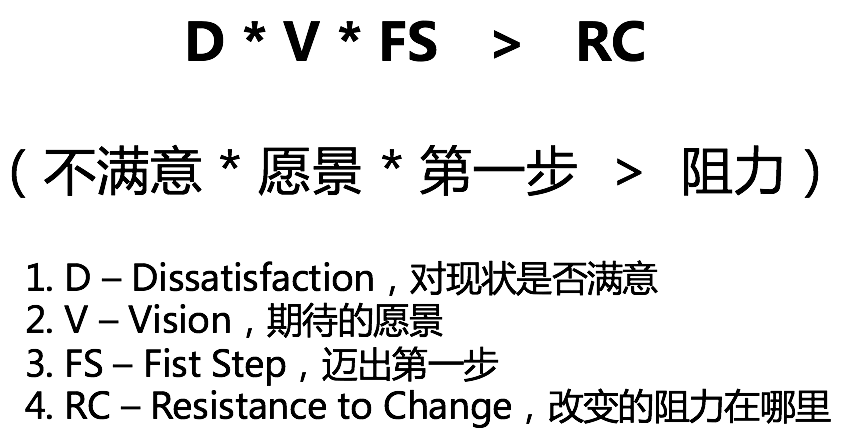 D * V * FS > RC
（不满意 * 愿景 * 第一步 > 阻力）
1. D – Dissatisfaction，对现状是否满意
2. V – Vision，期待的愿景
3. FS – Fist Step，迈出第一步
4. RC – Resistance to Change，改变的阻力在哪里